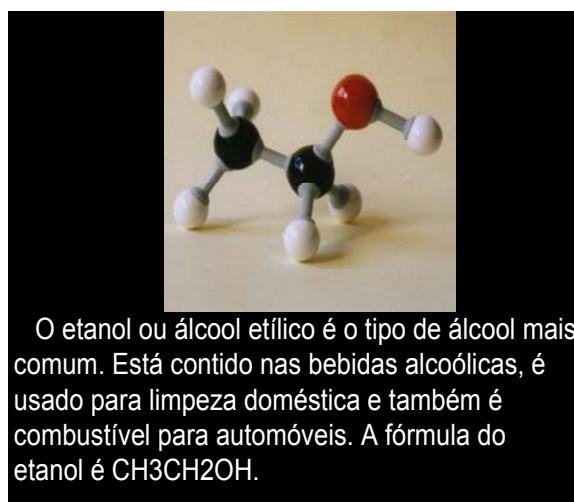 O etanol ou álcool etílico é o tipo de álcool mais
comum. Está contido nas bebidas alcoólicas, é
usado para limpeza doméstica e também é
combustível para automóveis. A fórmula do
etanol é CH3CH2OH.